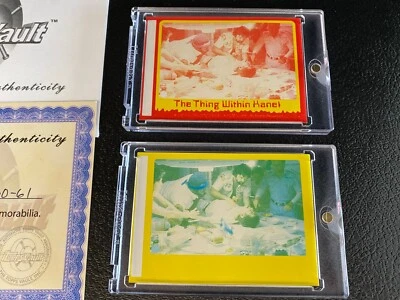 Vault
uthenticity
uthenticity
0-61
morabilia.
The Thing Within Kane!